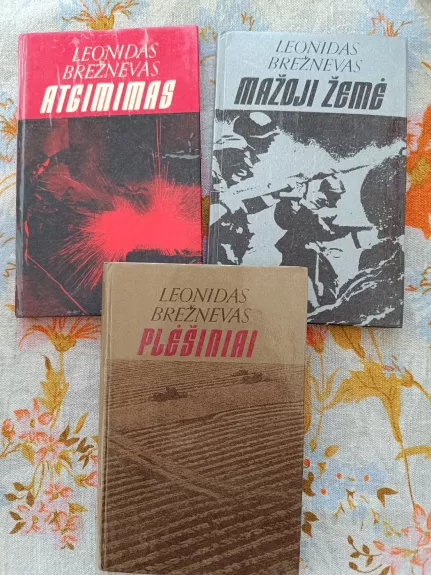 LEONIDAS
BREŽNEVAS
ATGIMIMAS
LEONIDAS
BREŽNEVAS
MAŽOJI ŽEMĖ
LEONIDAS
BREŽNEVAS
PLĖŠINIAI